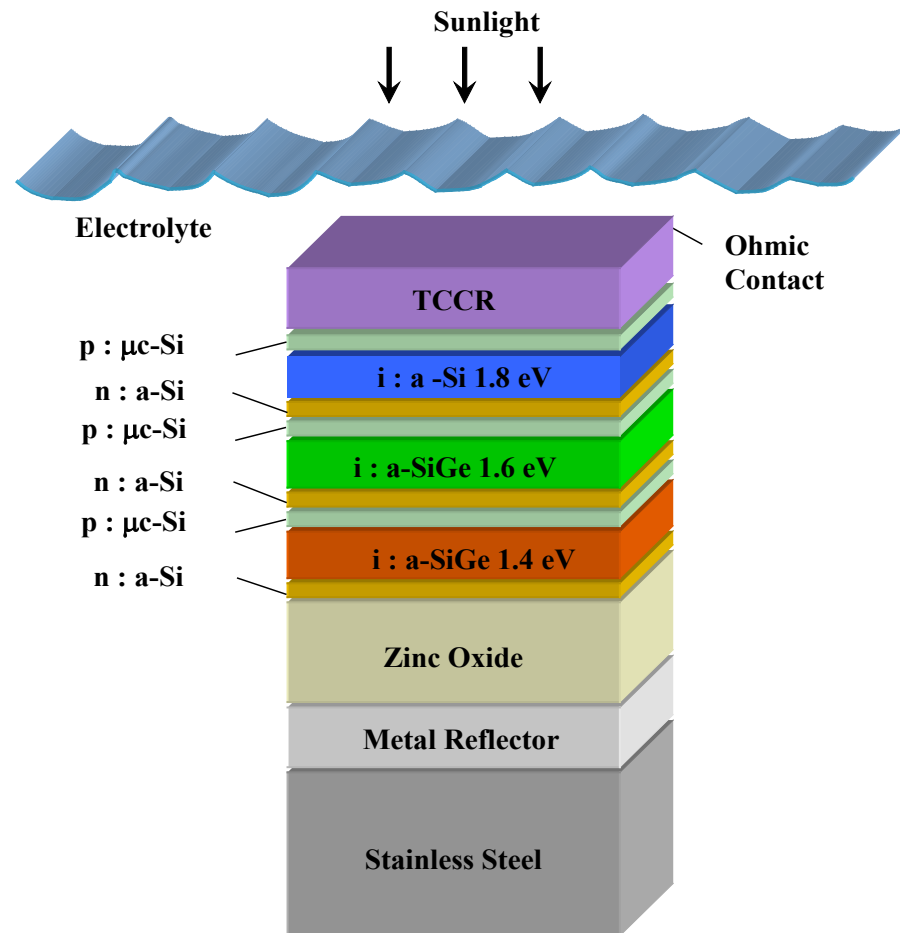 Sunlight
Electrolyte
Ohmic
Contact
TCCR
p : μc-Si
i : a -Si 1.8 eV
n : a-Si
p : μc-Si
i : a-SiGe 1.6 eV
n : a-Si
p : μc-Si
i : a-SiGe 1.4 eV
n : a-Si
Zinc Oxide
Metal Reflector
Stainless Steel